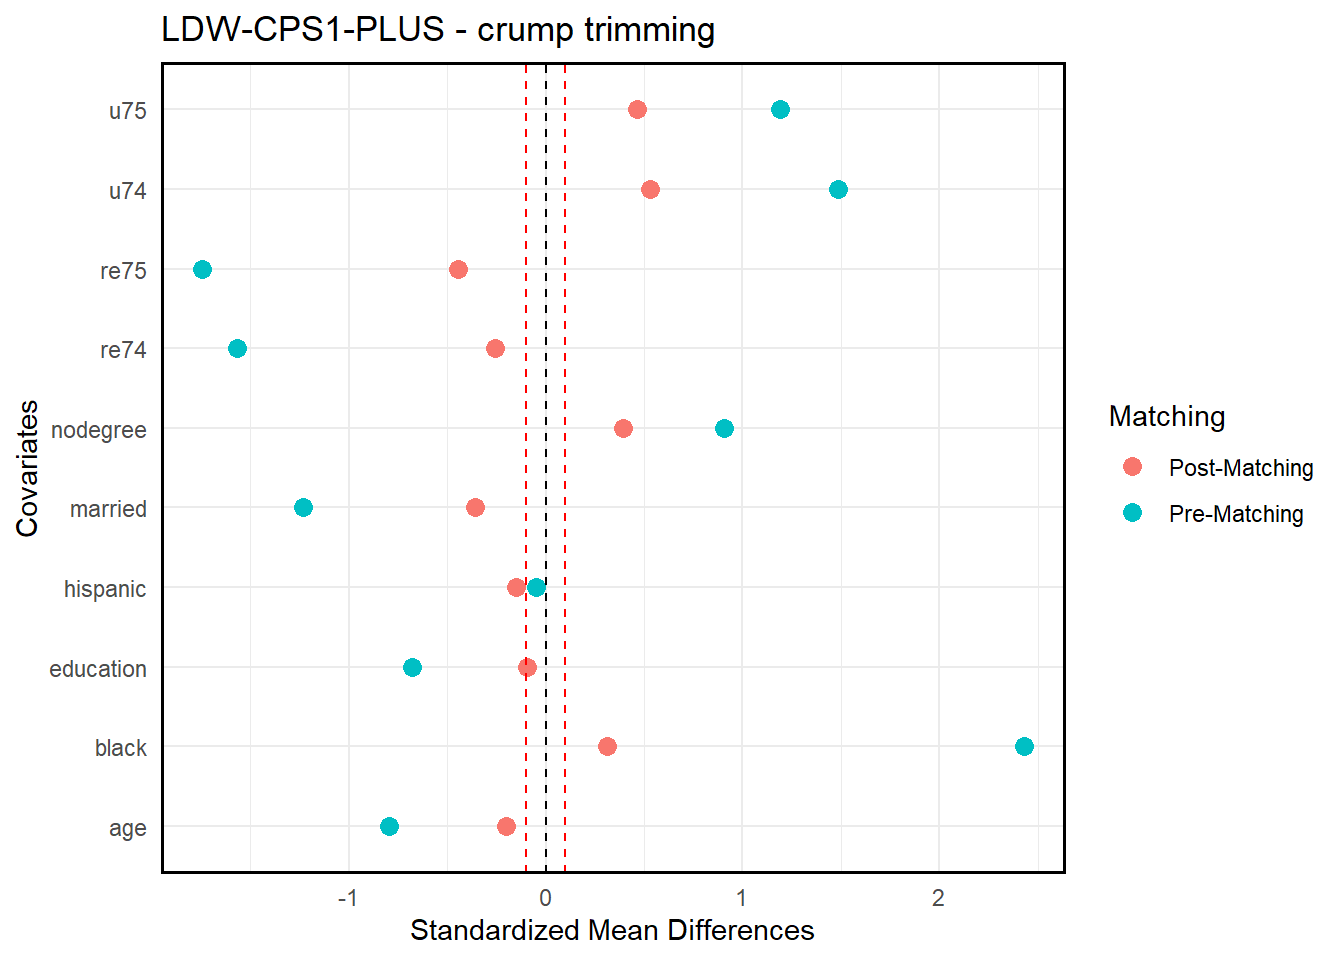 LDW-CPS1-PLUS - crump trimming
u75
u74
re75
re74
nodegree
married
hispanic
education
black
age
Covariates
-1
0
1
2
Standardized Mean Differences
Matching
Post-Matching
Pre-Matching